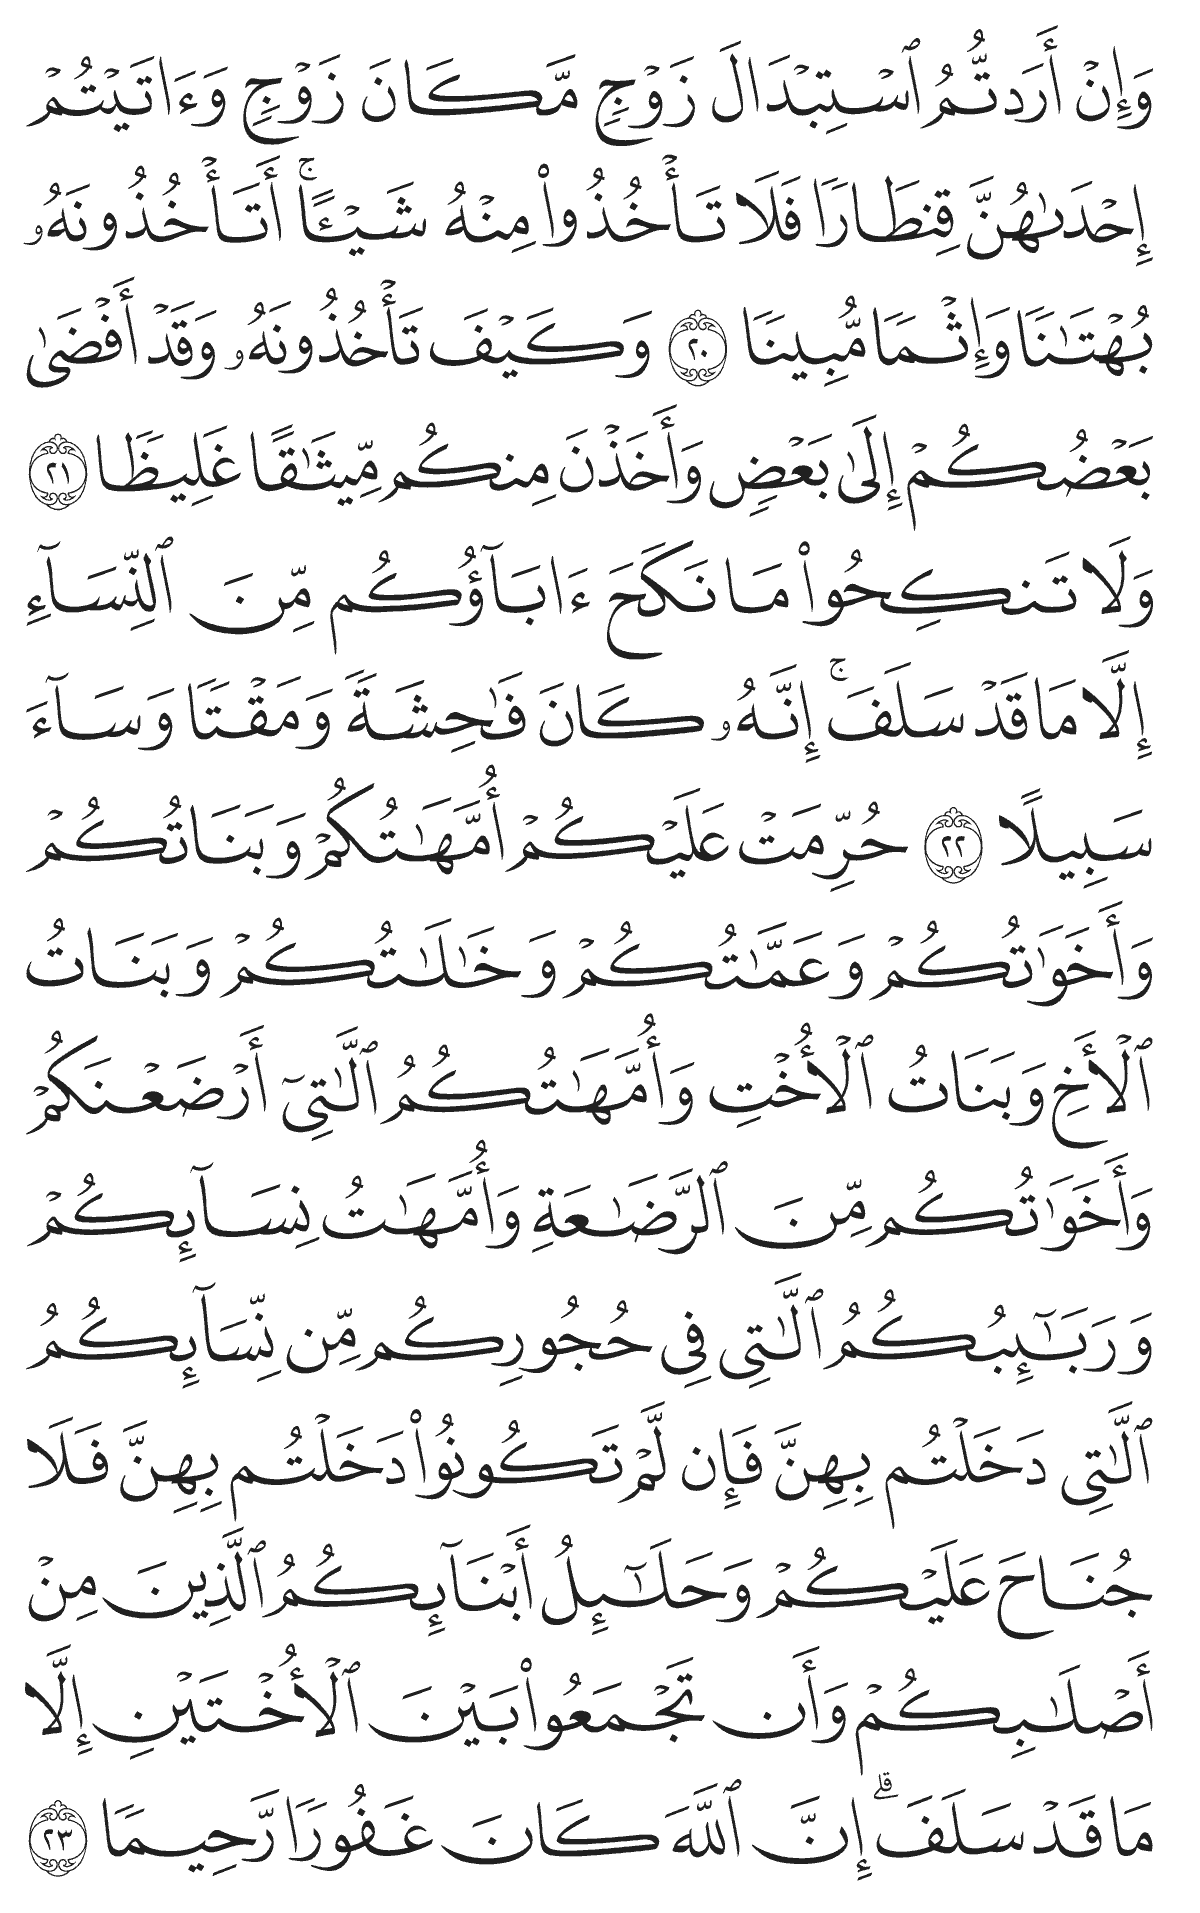 وَإِنْ أَرَدتُّمُ ٱسْتِبْدَالَ زَوْجٍ مَّكَانَ زَوْجٍ وَءَاتَيْتُمْ
إِحْدَىٰهُنَّ قِنطَارًا فَلَا تَأْخُذُوا۟ مِنْهُ شَيْـًٔا ۚ أَتَأْخُذُونَهُۥ
بُهْتَـٰنًا وَإِثْمًا مُّبِينًا ٢٠ وَكَيْفَ تَأْخُذُونَهُۥ وَقَدْ أَفْضَىٰ
بَعْضُكُمْ إِلَىٰ بَعْضٍ وَأَخَذْنَ مِنكُم مِّيثَـٰقًا غَلِيظًا ٢١
وَلَا تَنكِحُوا۟ مَا نَكَحَ ءَابَآؤُكُم مِّنَ ٱلنِّسَآءِ
إِلَّا مَا قَدْ سَلَفَ ۚ إِنَّهُۥ كَانَ فَـٰحِشَةً وَمَقْتًا وَسَآءَ
سَبِيلًا ٢٢ حُرِّمَتْ عَلَيْكُمْ أُمَّهَـٰتُكُمْ وَبَنَاتُكُمْ
وَأَخَوَٰتُكُمْ وَعَمَّـٰتُكُمْ وَخَـٰلَـٰتُكُمْ وَبَنَاتُ
ٱلْأَخِ وَبَنَاتُ ٱلْأُخْتِ وَأُمَّهَـٰتُكُمُ ٱلَّـٰتِىٓ أَرْضَعْنَكُمْ
وَأَخَوَٰتُكُم مِّنَ ٱلرَّضَـٰعَةِ وَأُمَّهَـٰتُ نِسَآئِكُمْ
وَرَبَـٰٓئِبُكُمُ ٱلَّـٰتِى فِى حُجُورِكُم مِّن نِّسَآئِكُمُ
ٱلَّـٰتِى دَخَلْتُم بِهِنَّ فَإِن لَّمْ تَكُونُوا۟ دَخَلْتُم بِهِنَّ فَلَا
جُنَاحَ عَلَيْكُمْ وَحَلَـٰٓئِلُ أَبْنَآئِكُمُ ٱلَّذِينَ مِنْ
أَصْلَـٰبِكُمْ وَأَن تَجْمَعُوا۟ بَيْنَ ٱلْأُخْتَيْنِ إِلَّا
مَا قَدْ سَلَفَ ۗ إِنَّ ٱللَّهَ كَانَ غَفُورًا رَّحِيمًا ٢٣